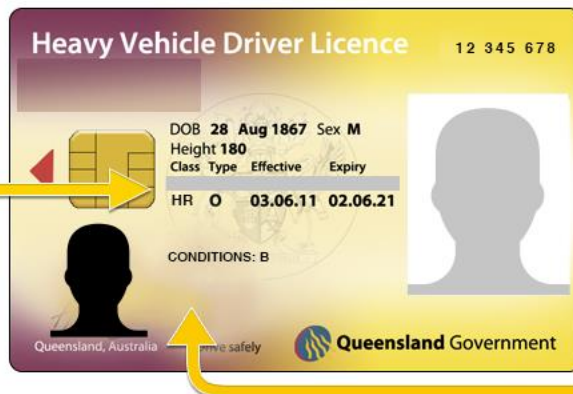 Heavy Vehicle Driver Licence 12 345 678
DOB 28 Aug 1867 Sex M
Height 180
Class Type Effective Expiry
HR O 03.06.11 02.06.21
CONDITIONS: B
Queensland, Australia safely Queensland Government